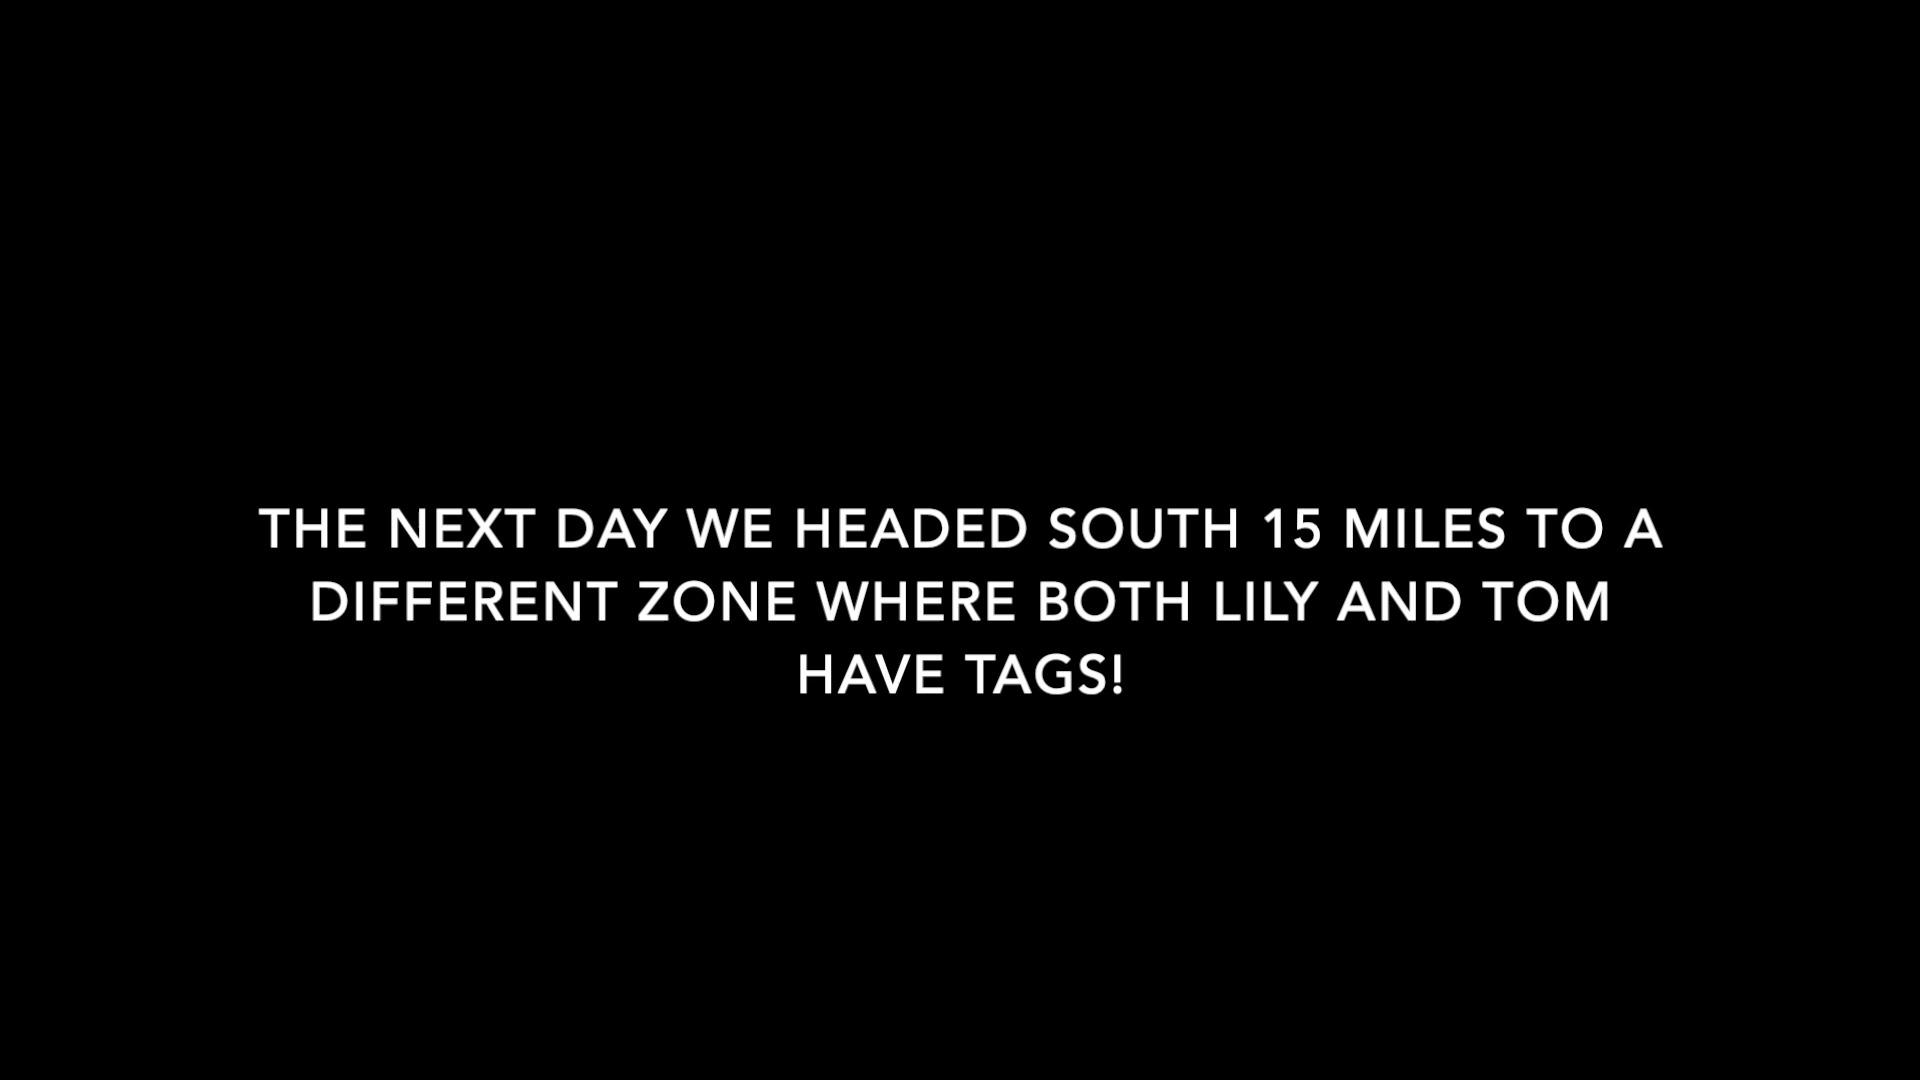 THE NEXT DAY WE HEADED SOUTH 15 MILES TO A
DIFFERENT ZONE WHERE BOTH LILY AND TOM
HAVE TAGS!